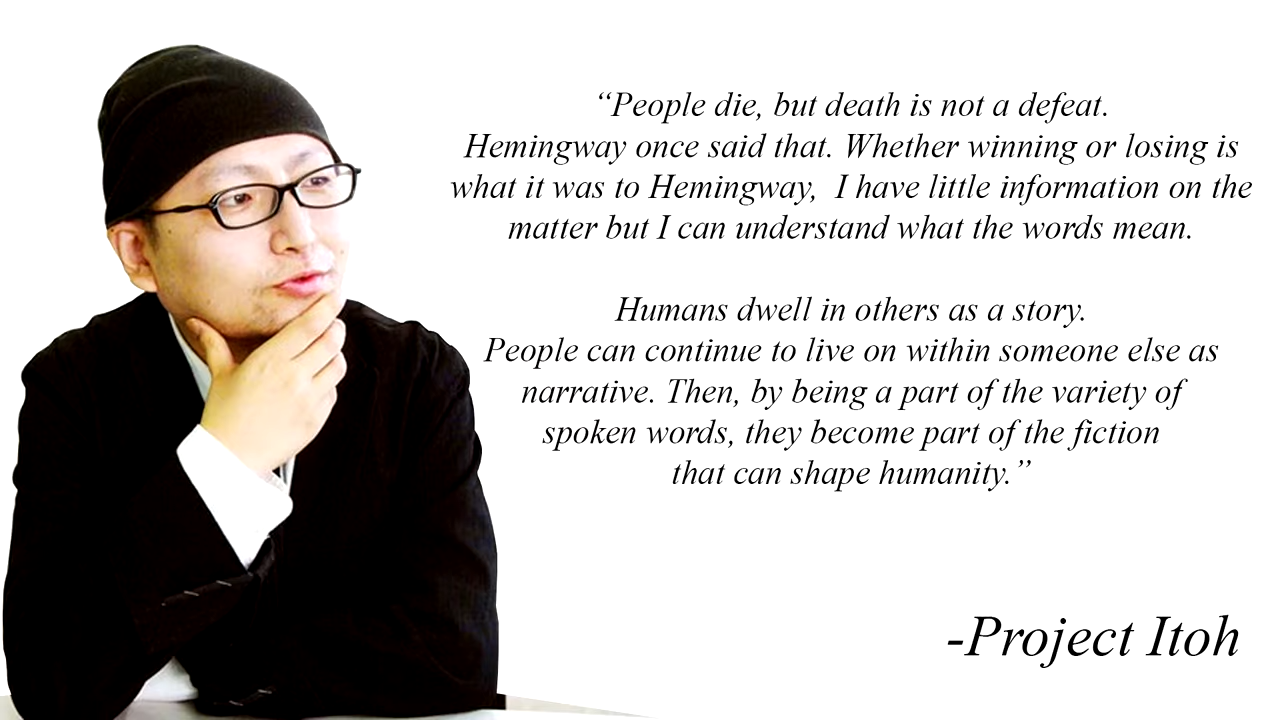 “People die, but death is not a defeat.
Hemingway once said that. Whether winning or losing is
what it was to Hemingway,  I have little information on the
matter but I can understand what the words mean.
Humans dwell in others as a story.
People can continue to live on within someone else as
narrative. Then, by being a part of the variety of
spoken words, they become part of the fiction
that can shape humanity.”
-Project Itoh